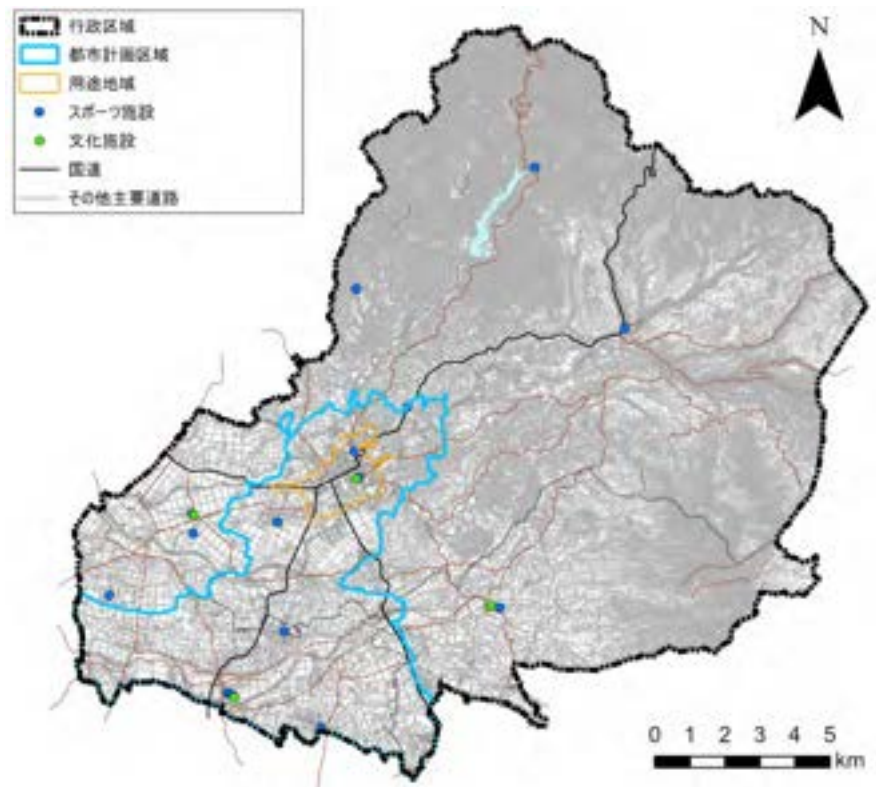 行政区域
都市計画区域
用途地域
スポーツ施設
文化施設
国道
その他主要道路
N
0 1 2 3 4 5
km